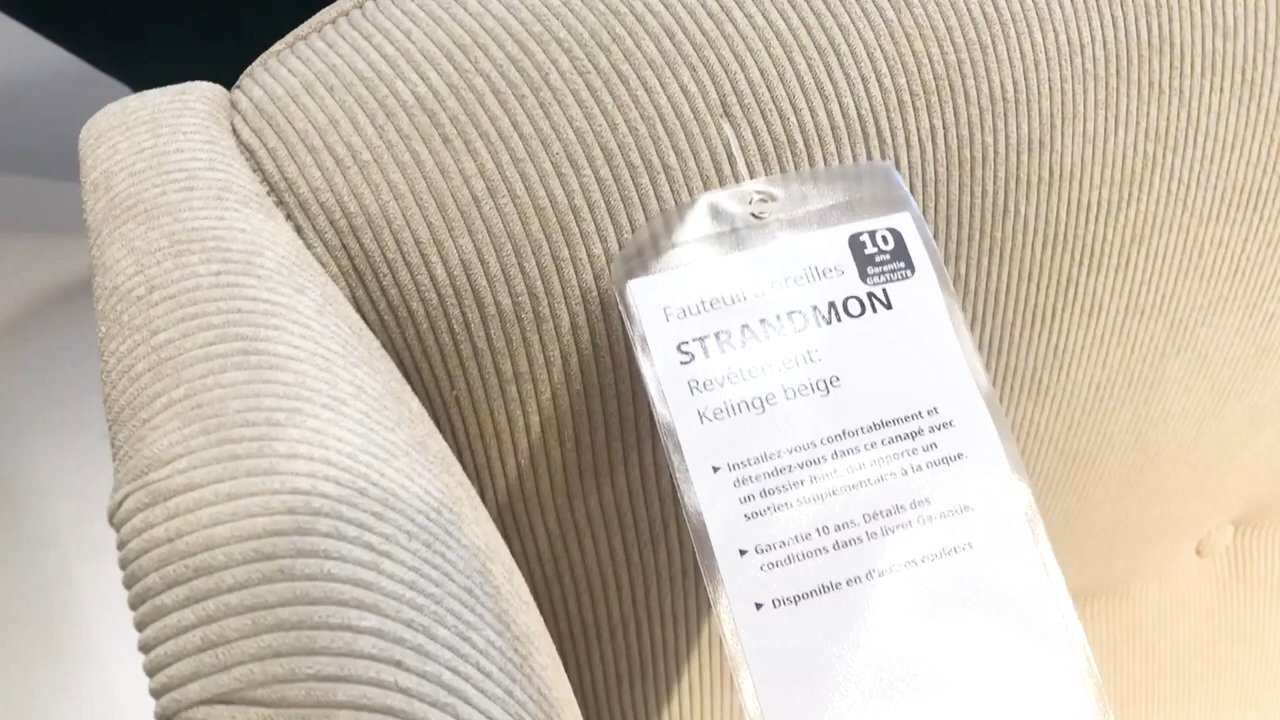 10
ans
Garantie
GRATUITE
Fauteuil à oreilles
STRANDMON
Revêtement:
Kelinge beige
► Installez-vous confortablement et
détendez-vous dans ce canapé avec
un dossier haut, qui apporte un
soutien supplémentaire à la nuque.
► Garantie 10 ans. Détails des
conditions dans le livret Garantie.
► Disponible en d'autres couleurs